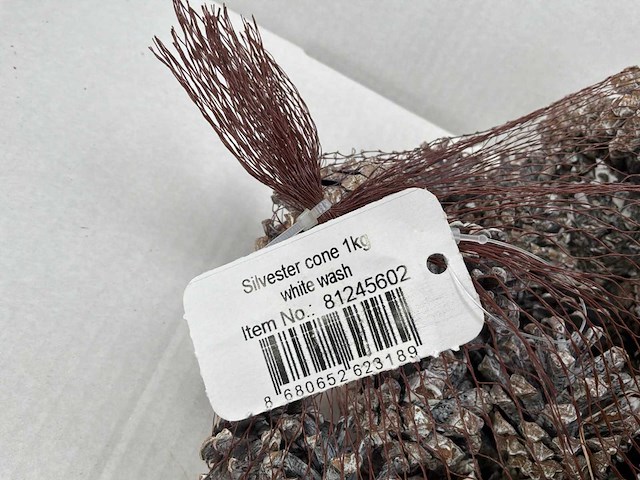 Silvester cone 1kg
white wash
Item No.: 81245602
8 680652 623189